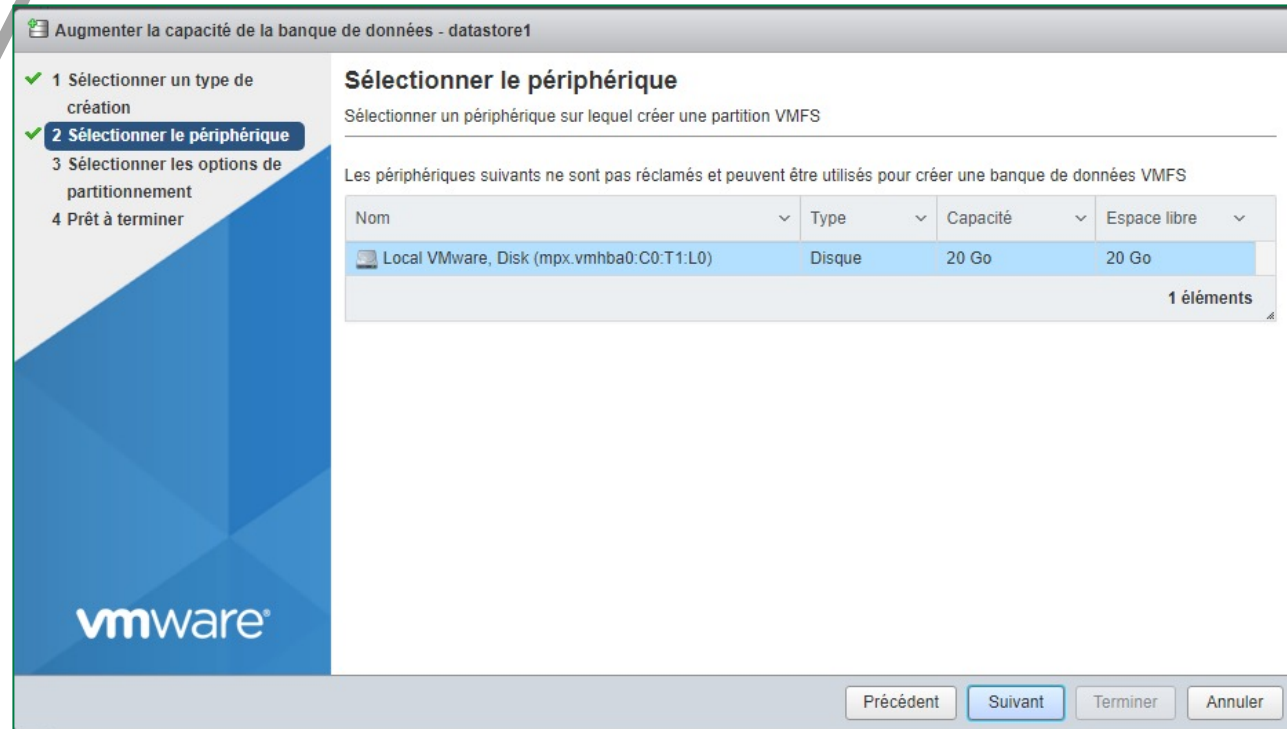 Augmenter la capacité de la banque de données - datastore1
1 Sélectionner un type de
création
2 Sélectionner le périphérique
3 Sélectionner les options de
partitionnement
4 Prêt à terminer
Sélectionner le périphérique
Sélectionner un périphérique sur lequel créer une partition VMFS
Les périphériques suivants ne sont pas réclamés et peuvent être utilisés pour créer une banque de données VMFS
Nom Type Capacité Espace libre
Local VMware, Disk (mpx.vmhba0:C0:T1:L0) Disque 20 Go 20 Go
1 éléments
vmware®
Précédent Suivant Terminer Annuler